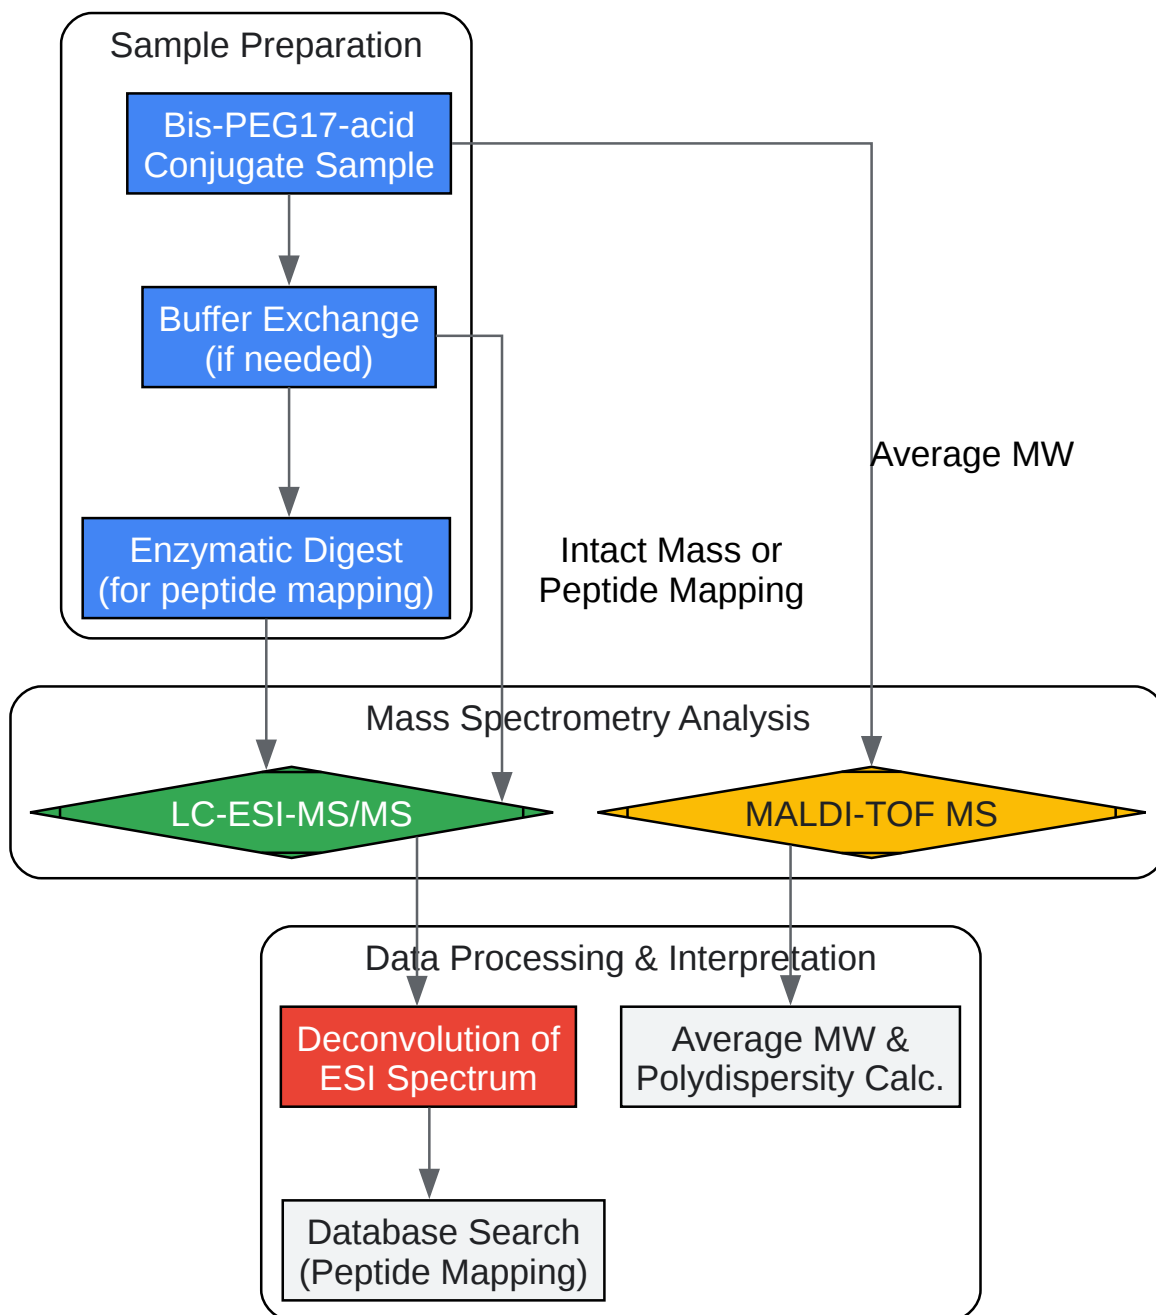 Sample Preparation
Bis-PEG17-acid
Conjugate Sample
Buffer Exchange
(if needed)
Average MW
Enzymatic Digest
(for peptide mapping)
Intact Mass or
Peptide Mapping
Mass Spectrometry Analysis
LC-ESI-MS/MS
MALDI-TOF MS
Data Processing & Interpretation
Deconvolution of
ESI Spectrum
Average MW &
Polydispersity Calc.
Database Search
(Peptide Mapping)